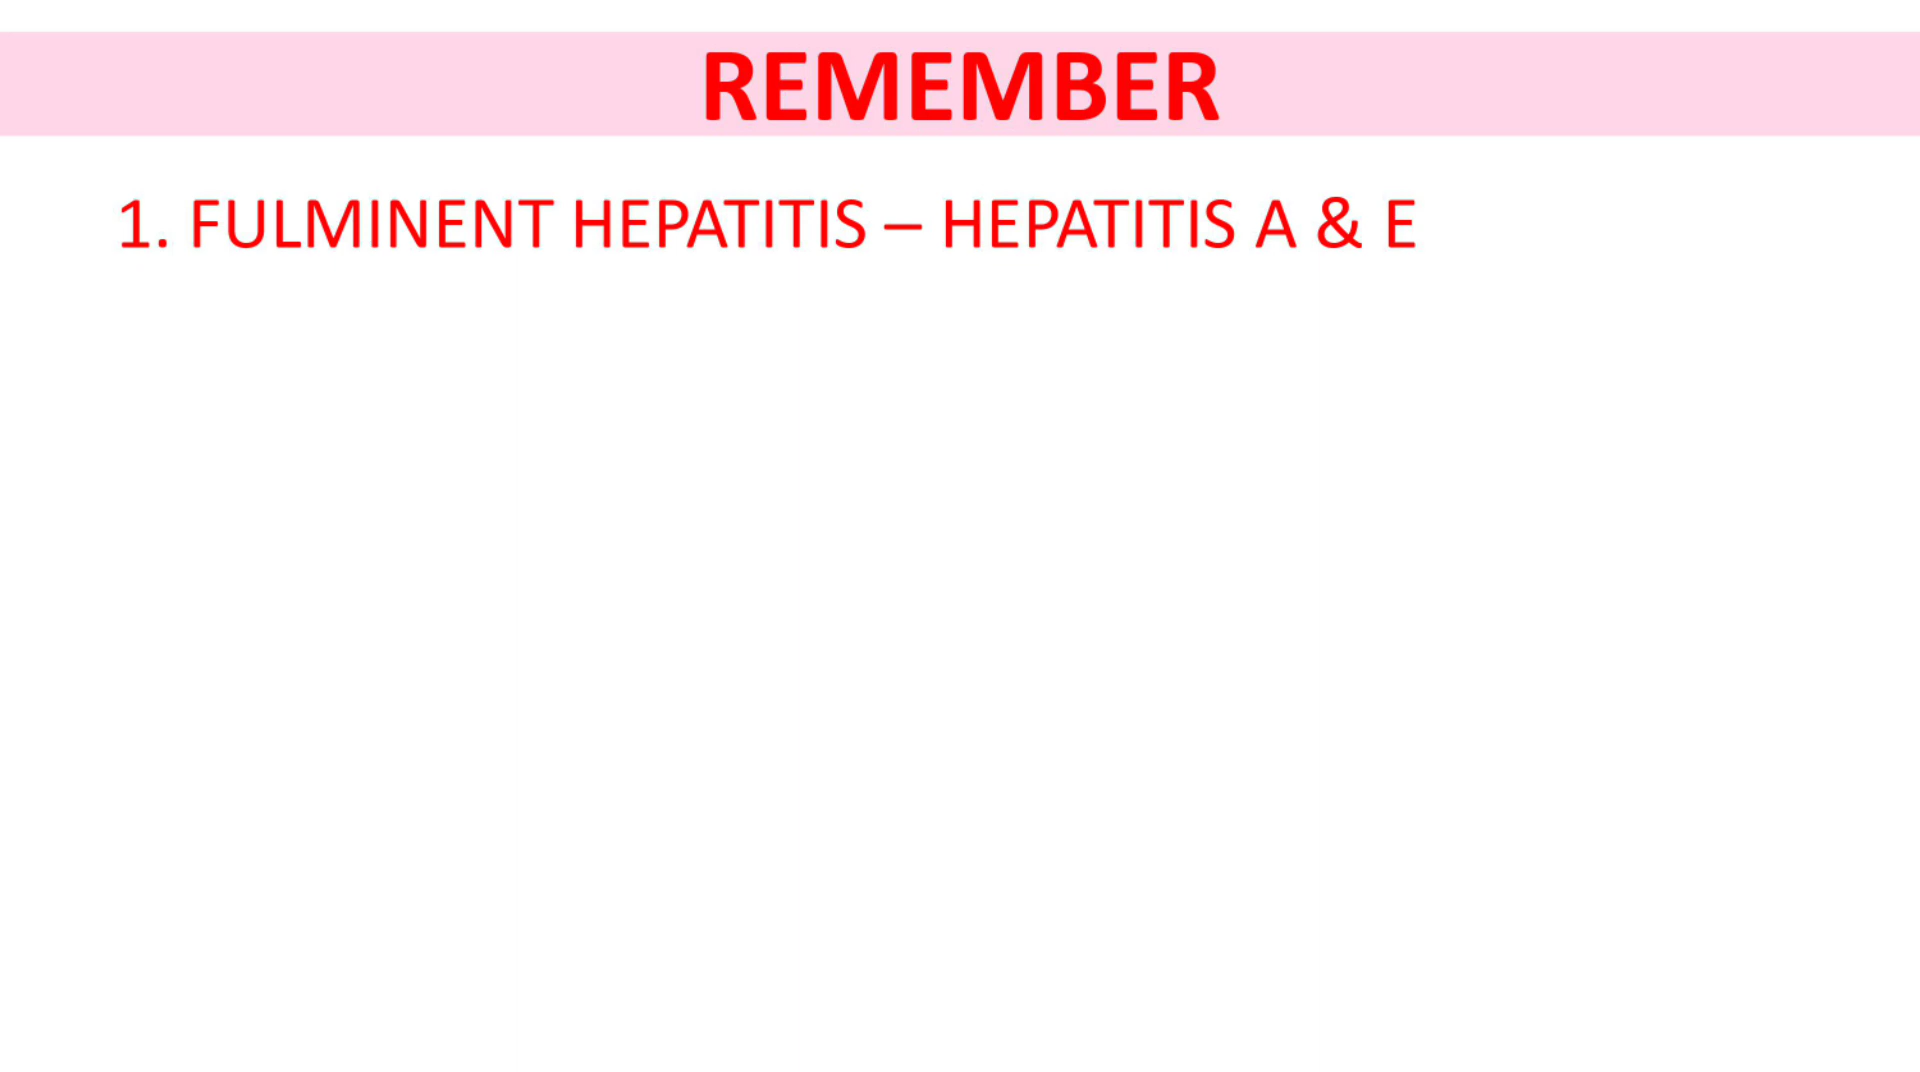 REMEMBER
1. FULMINENT HEPATITIS – HEPATITIS A & E